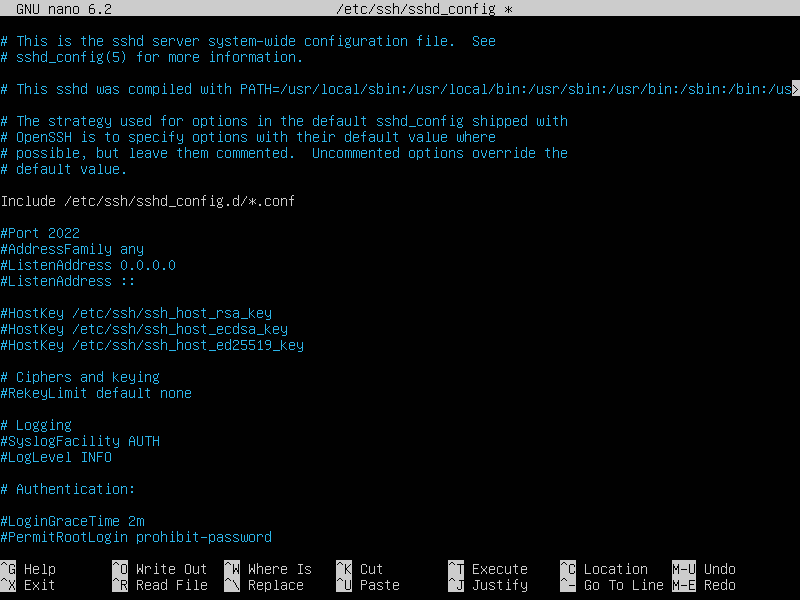 GNU nano 6.2 /etc/ssh/sshd_config *
# This is the sshd server system-wide configuration file.  See
# sshd_config(5) for more information.
# This sshd was compiled with PATH=/usr/local/sbin:/usr/local/bin:/usr/sbin:/usr/bin:/sbin:/bin:/us>
# The strategy used for options in the default sshd_config shipped with
# OpenSSH is to specify options with their default value where
# possible, but leave them commented.  Uncommented options override the
# default value.
Include /etc/ssh/sshd_config.d/*.conf
#Port 2022
#AddressFamily any
#ListenAddress 0.0.0.0
#ListenAddress ::
#HostKey /etc/ssh/ssh_host_rsa_key
#HostKey /etc/ssh/ssh_host_ecdsa_key
#HostKey /etc/ssh/ssh_host_ed25519_key
# Ciphers and keying
#RekeyLimit default none
# Logging
#SyslogFacility AUTH
#LogLevel INFO
# Authentication:
#LoginGraceTime 2m
#PermitRootLogin prohibit-password
^G Help ^O Write Out ^W Where Is ^K Cut ^T Execute ^C Location M-U Undo
^X Exit ^R Read File ^\ Replace ^U Paste ^J Justify ^- Go To Line M-E Redo